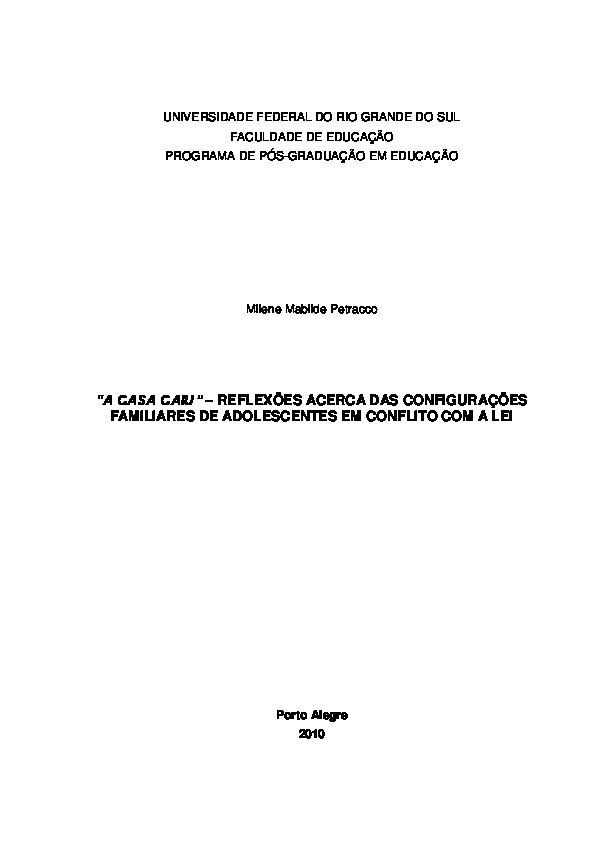 UNIVERSIDADE FEDERAL DO RIO GRANDE DO SUL
FACULDADE DE EDUCAÇÃO
PROGRAMA DE PÓS-GRADUAÇÃO EM EDUCAÇÃO
Milene Mabilde Petracco
"A CASA CAIU" – REFLEXÕES ACERCA DAS CONFIGURAÇÕES
FAMILIARES DE ADOLESCENTES EM CONFLITO COM A LEI
Porto Alegre
2010